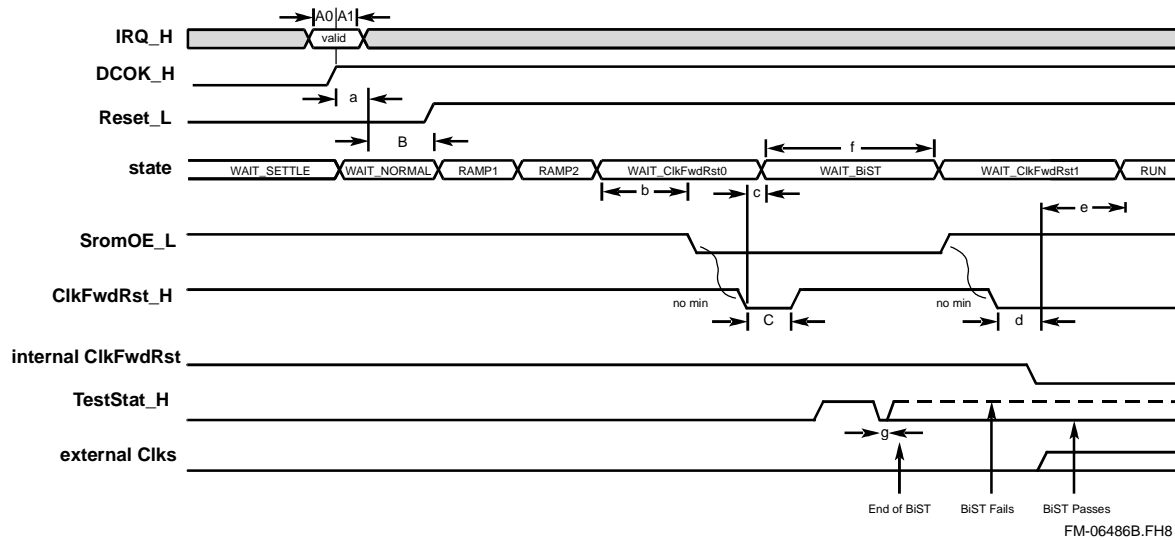 A0 A1
IRQ_H valid
DCOK_H
a
Reset_L
B
f
state WAIT_SETTLE WAIT_NORMAL RAMP1 RAMP2 WAIT_ClkFwdRst0 WAIT_BiST WAIT_ClkFwdRst1 RUN
b c
e
SromOE_L
ClkFwdRst_H
no min no min
C d
internal ClkFwdRst
TestStat_H
g
external Clks
End of BiST BiST Fails BiST Passes
FM-06486B.FH8